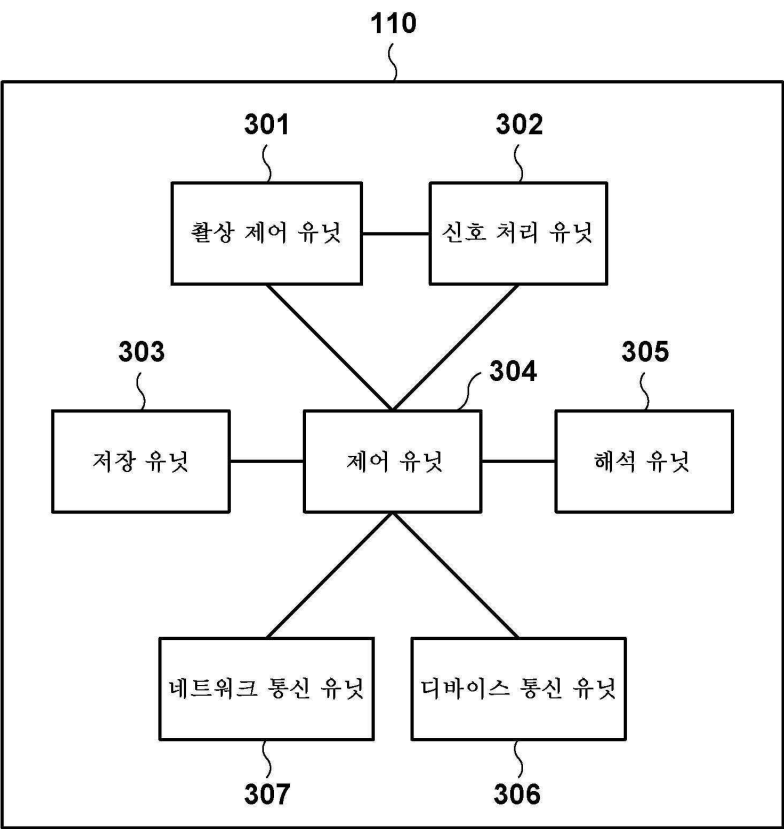 110
301
302
촬상 제어 유닛
신호 처리 유닛
303
304
305
저장 유닛
제어 유닛
해석 유닛
네트워크 통신 유닛
디바이스 통신 유닛
307
306